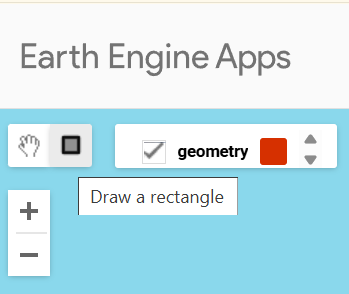 Earth Engine Apps
geometry
Draw a rectangle
+
−